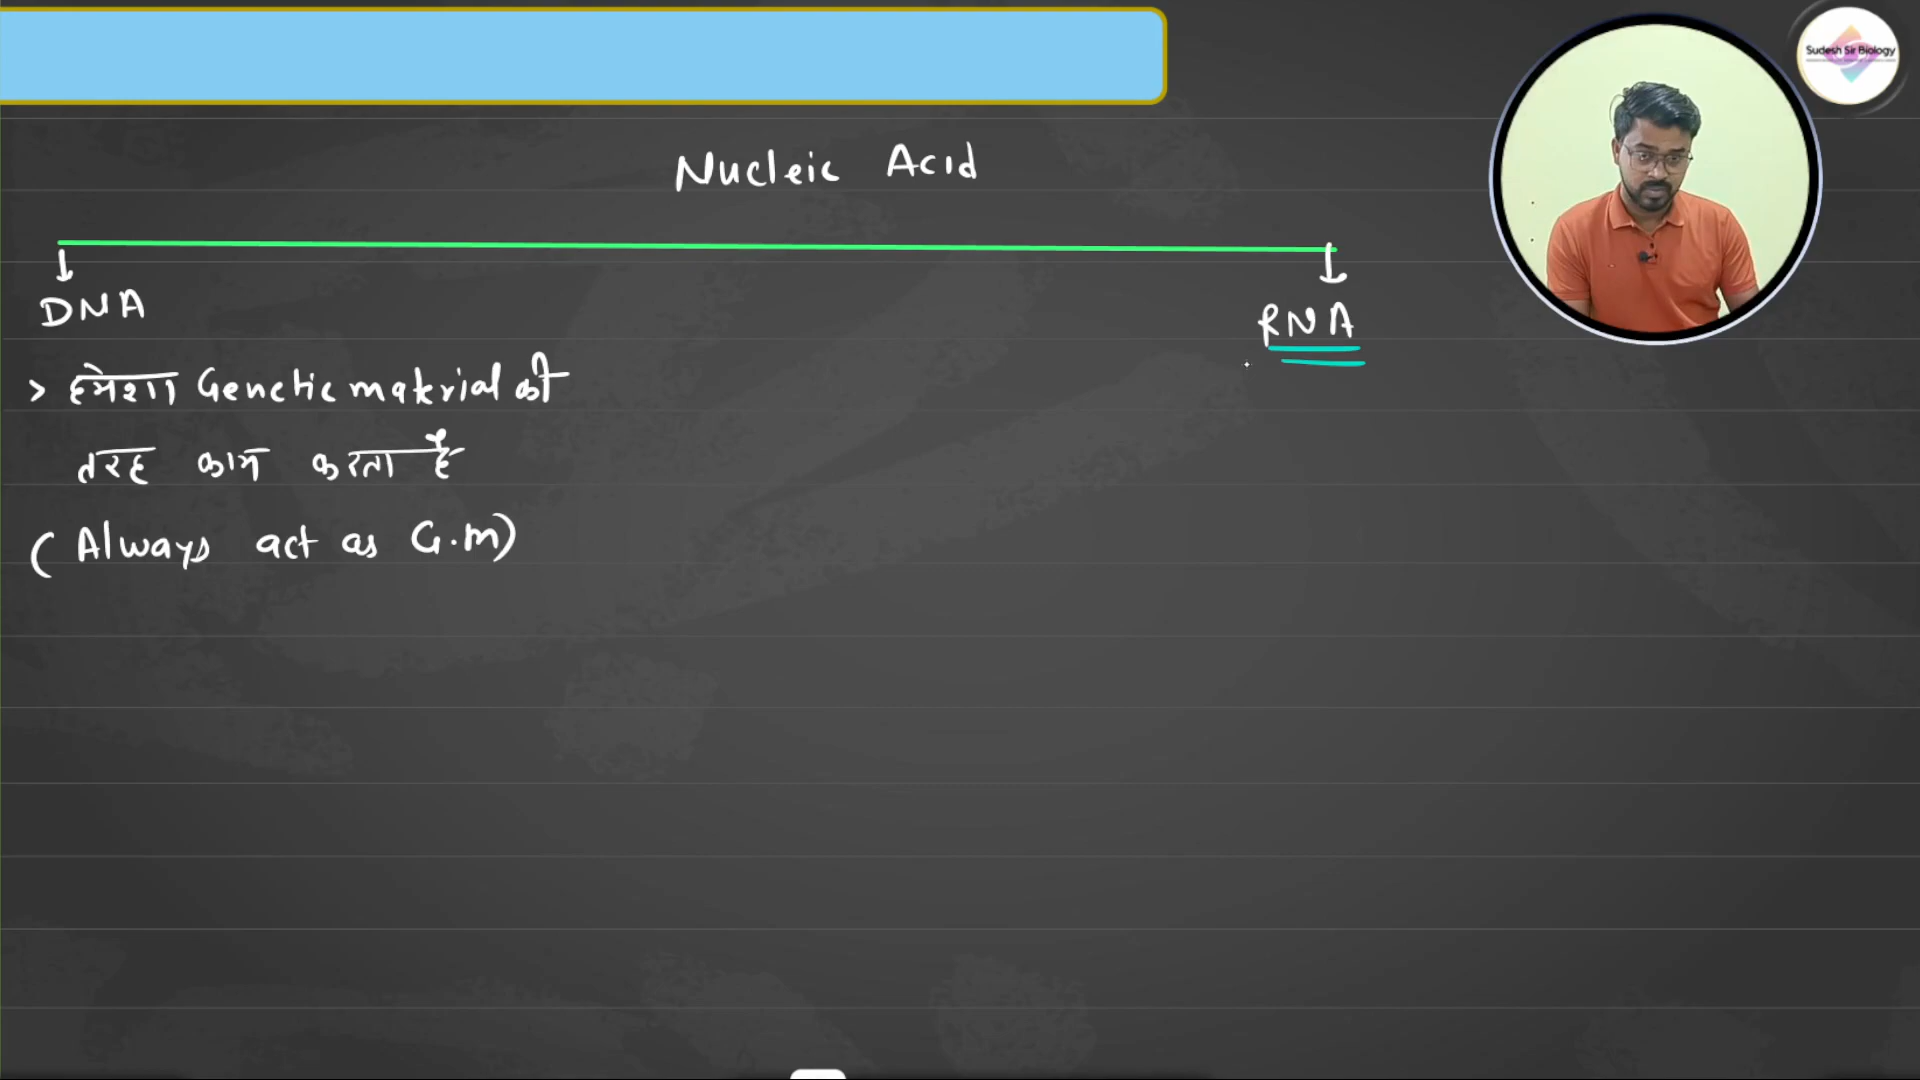 Sudesh Sir Biology
Nucleic Acid
DNA
RNA
> हमेशा Genetic material की
तरह काम करता है
( Always act as G.m)